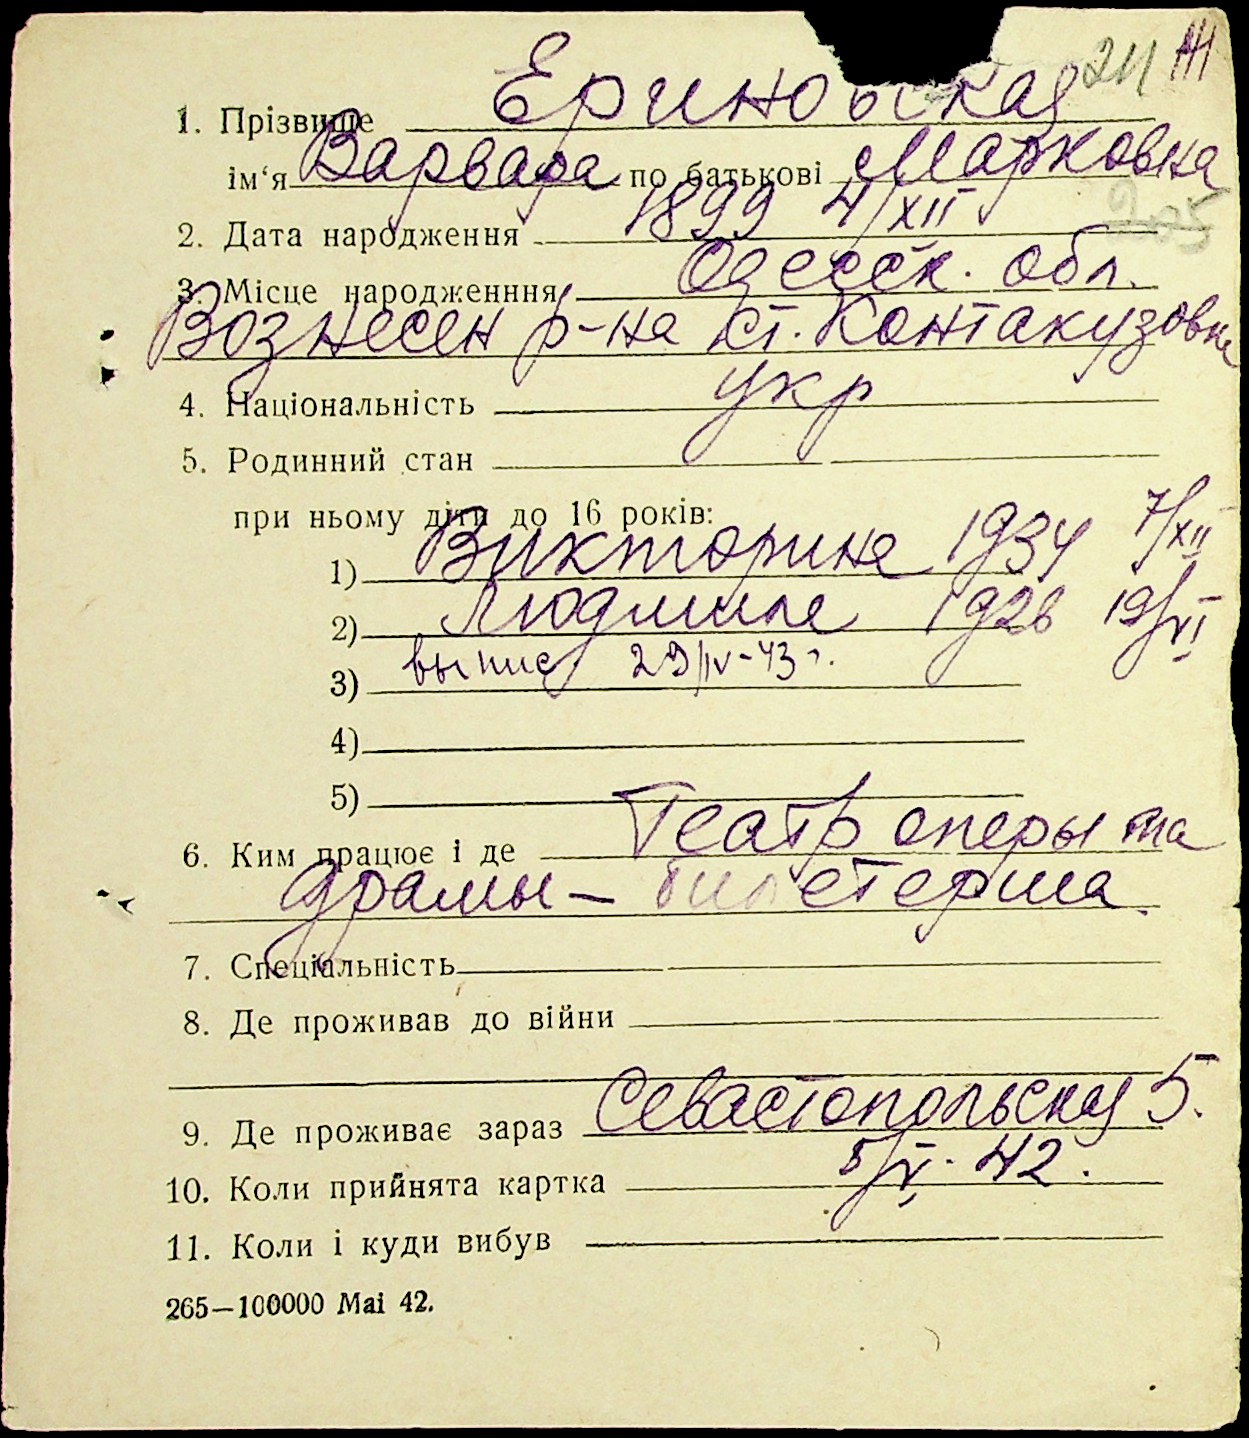 211 Ж
1. Прізвище Ериновская
ім‘я Варвара по батькові Марковна
2. Дата народження 1899 4/XII
205
3. Місце народженння Одесск. обл.
Вознесен р-на ст. Контакузовка
4. Національність укр
5. Родинний стан
при ньому діти до 16 років:
1) Викторина 1934 7/XII
2) Людмила 1926 19/VI
3) выпис 29/IV-43 г.
4)
5)
6. Ким працює і де Театр оперы та
драмы – билетерша
7. Спеціальність
8. Де проживав до війни
9. Де проживає зараз Севастопольская 5.
10. Коли прийнята картка 5/V. 42.
11. Коли і куди вибув
265—100000 Mai 42.